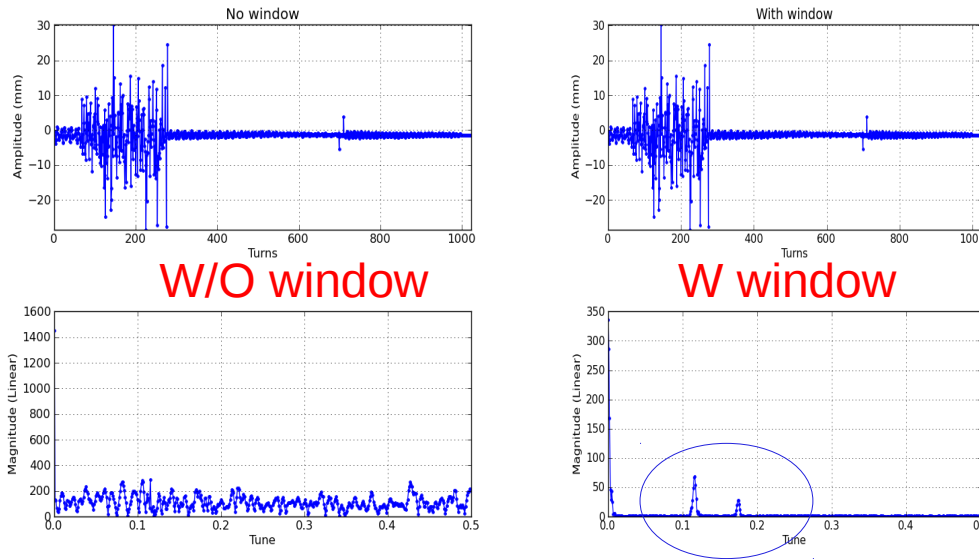 No window
With window
30
20
10
0
−10
−20
Amplitude (mm)
0 200 400 600 800 1000
Turns
30
20
10
0
−10
−20
Amplitude (mm)
0 200 400 600 800 1000
Turns
W/O window
W window
1600
1400
1200
1000
800
600
400
200
0
Magnitude (Linear)
0.0 0.1 0.2 0.3 0.4 0.5
Tune
350
300
250
200
150
100
50
0
Magnitude (Linear)
0.0 0.1 0.2 0.3 0.4
Tune